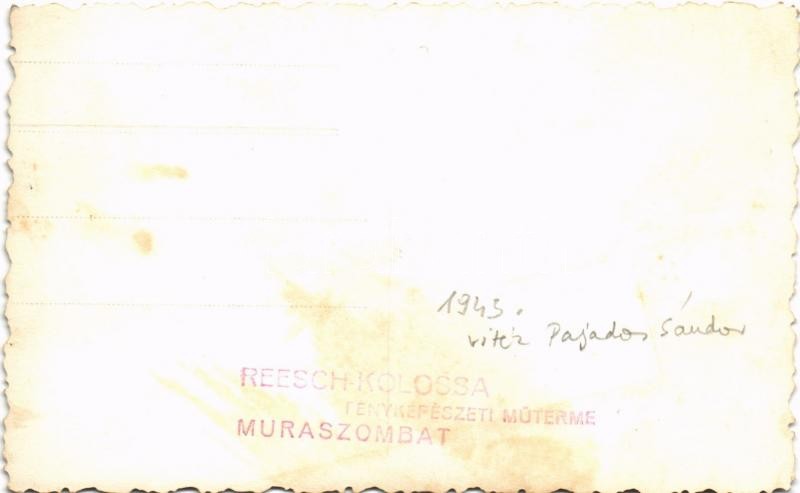 1943.
vitéz Pajados Sándor
REESCH-KOLOSSA
FÉNYKÉPÉSZETI MŰTERME
MURASZOMBAT